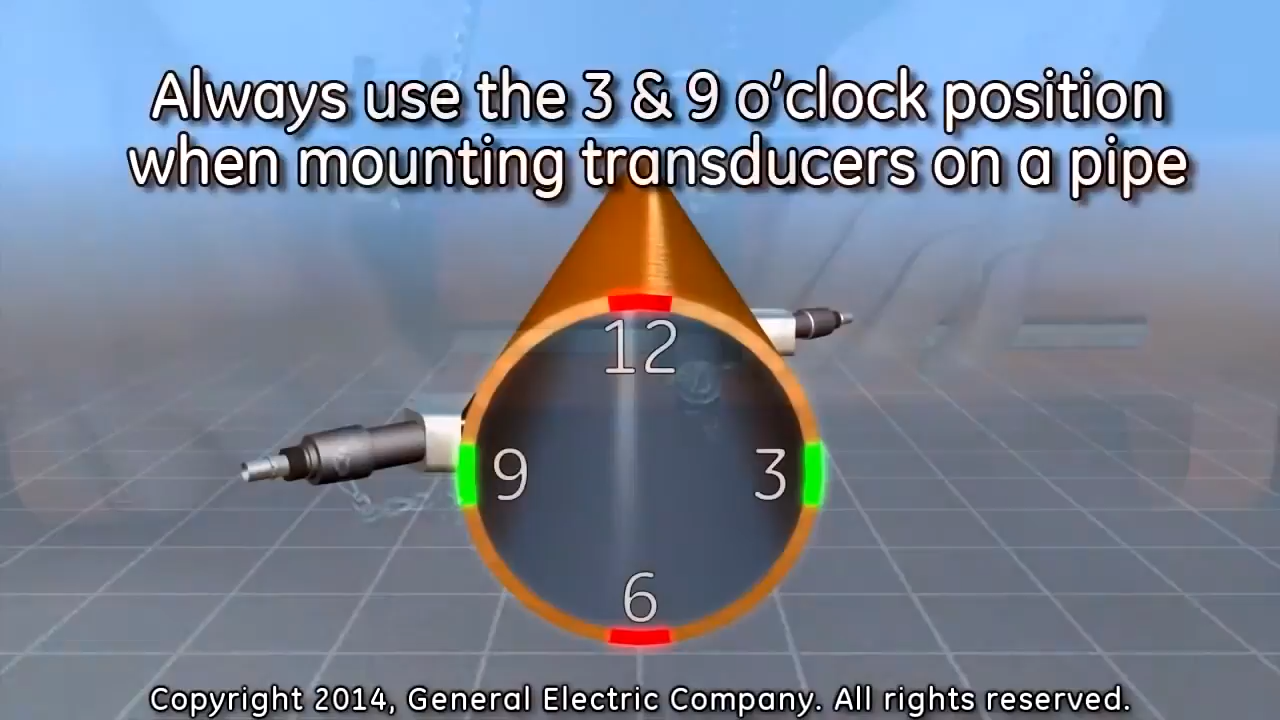 Always use the 3 & 9 o'clock position
when mounting transducers on a pipe
12
9 3
6
Copyright 2014, General Electric Company. All rights reserved.